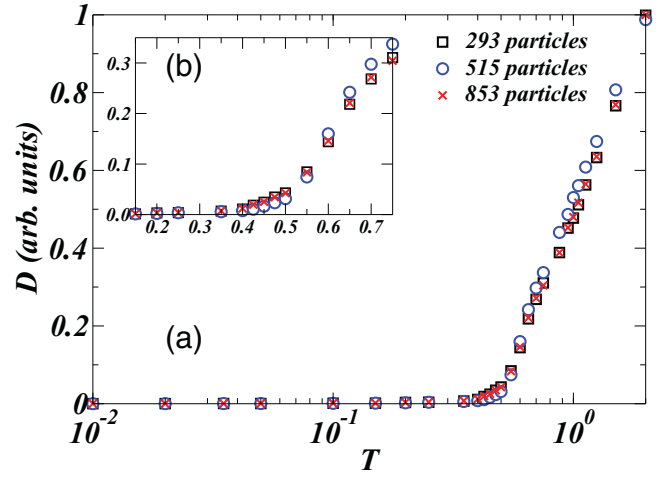 1
0.8
0.6
0.4
0.2
0
D (arb. units)
(b)
0.3
0.2
0.1
0.0
0.2 0.3 0.4 0.5 0.6 0.7
293 particles
515 particles
853 particles
(a)
10⁻² 10⁻¹ 10⁰
T